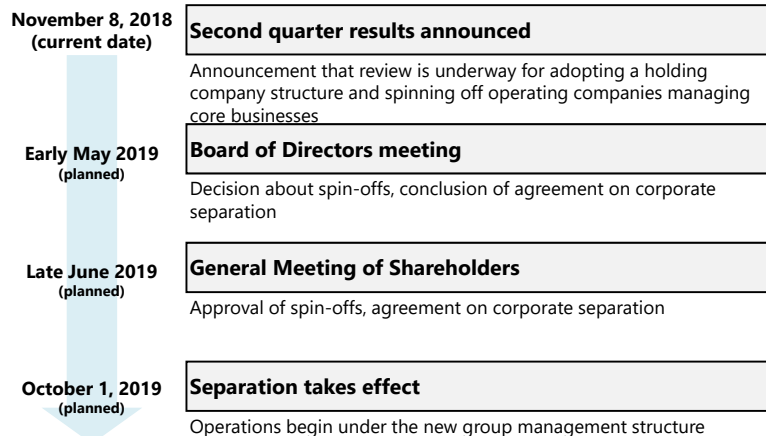 November 8, 2018
(current date)
Second quarter results announced
Announcement that review is underway for adopting a holding
company structure and spinning off operating companies managing
core businesses
Early May 2019
(planned)
Board of Directors meeting
Decision about spin-offs, conclusion of agreement on corporate
separation
Late June 2019
(planned)
General Meeting of Shareholders
Approval of spin-offs, agreement on corporate separation
October 1, 2019
(planned)
Separation takes effect
Operations begin under the new group management structure